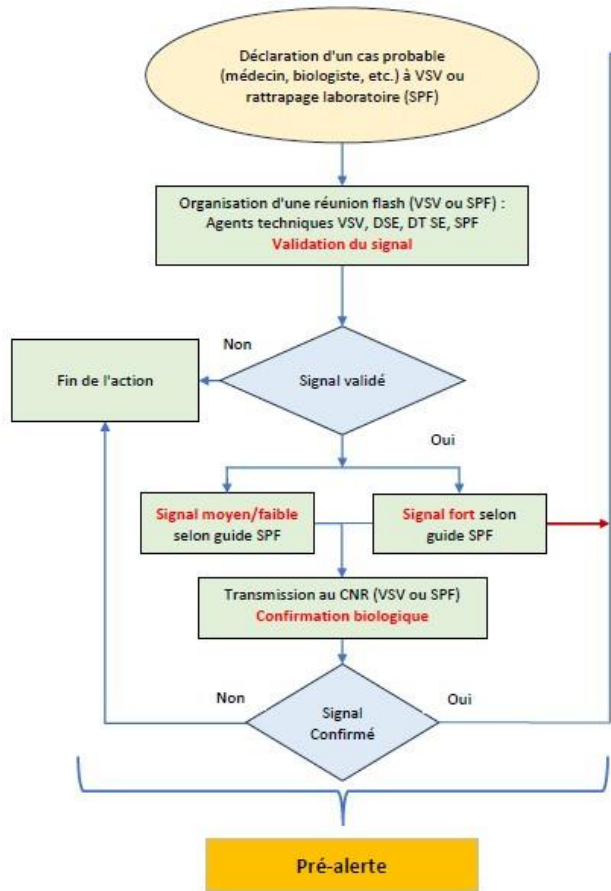 Déclaration d'un cas probable
(médecin, biologiste, etc.) à VSV ou
rattrapage laboratoire (SPF)
Organisation d'une réunion flash (VSV ou SPF) :
Agents techniques VSV, DSE, DT SE, SPF
Validation du signal
Non
Fin de l'action
Signal validé
Oui
Signal moyen/faible
selon guide SPF
Signal fort selon
guide SPF
Transmission au CNR (VSV ou SPF)
Confirmation biologique
Non
Oui
Signal
Confirmé
Pré-alerte